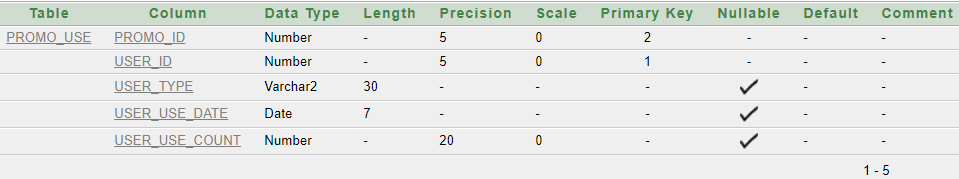 Table Column Data Type Length Precision Scale Primary Key Nullable Default Comment
PROMO_USE PROMO_ID Number - 5 0 2 - - -
USER_ID Number - 5 0 1 - - -
USER_TYPE Varchar2 30 - - - - -
USER_USE_DATE Date 7 - - - - -
USER_USE_COUNT Number - 20 0 - - -
1 - 5